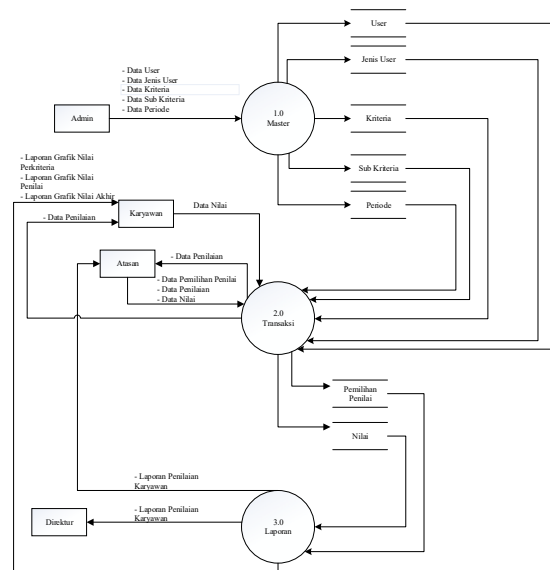 User
Jenis User
- Data User
- Data Jenis User
- Data Kriteria
- Data Sub Kriteria
- Data Periode
Admin
1.0
Master
Kriteria
- Laporan Grafik Nilai
Perkriteria
- Laporan Grafik Nilai
Penilai
- Laporan Grafik Nilai Akhir
Sub Kriteria
Periode
- Data Penilaian
Karyawan
Data Nilai
Atasan
- Data Penilaian
- Data Pemilihan Penilai
- Data Penilaian
- Data Nilai
2.0
Transaksi
Pemilihan
Penilai
Nilai
- Laporan Penilaian
Karyawan
- Laporan Penilaian
Karyawan
Direktur
3.0
Laporan